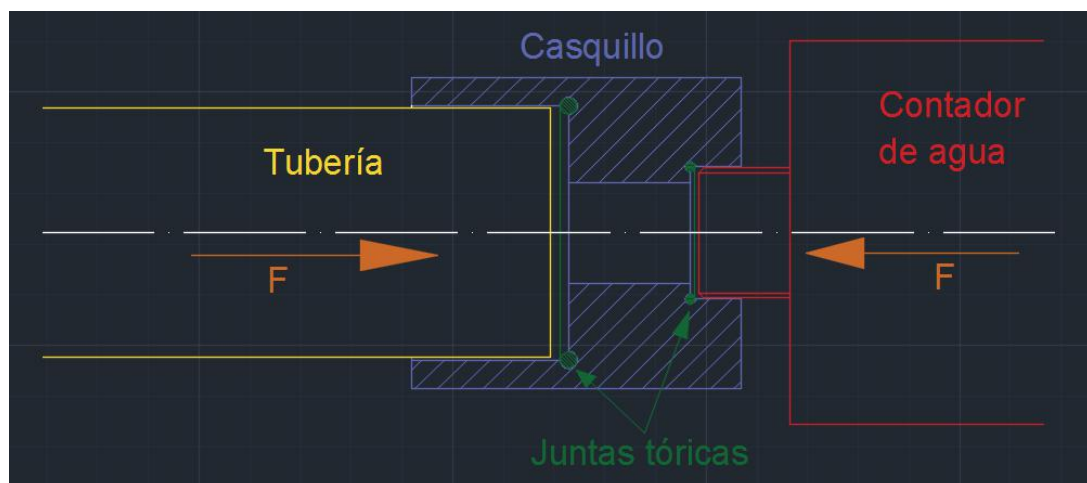 Casquillo
Contador
de agua
Tubería
F
F
Juntas tóricas